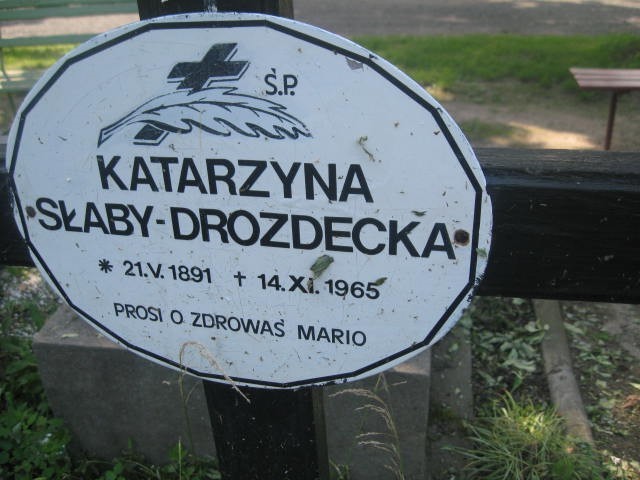 Ś.P.
KATARZYNA
SŁABY-DROZDECKA
* 21.V.1891 † 14.XI.1965
PROSI O ZDROWAŚ MARIO